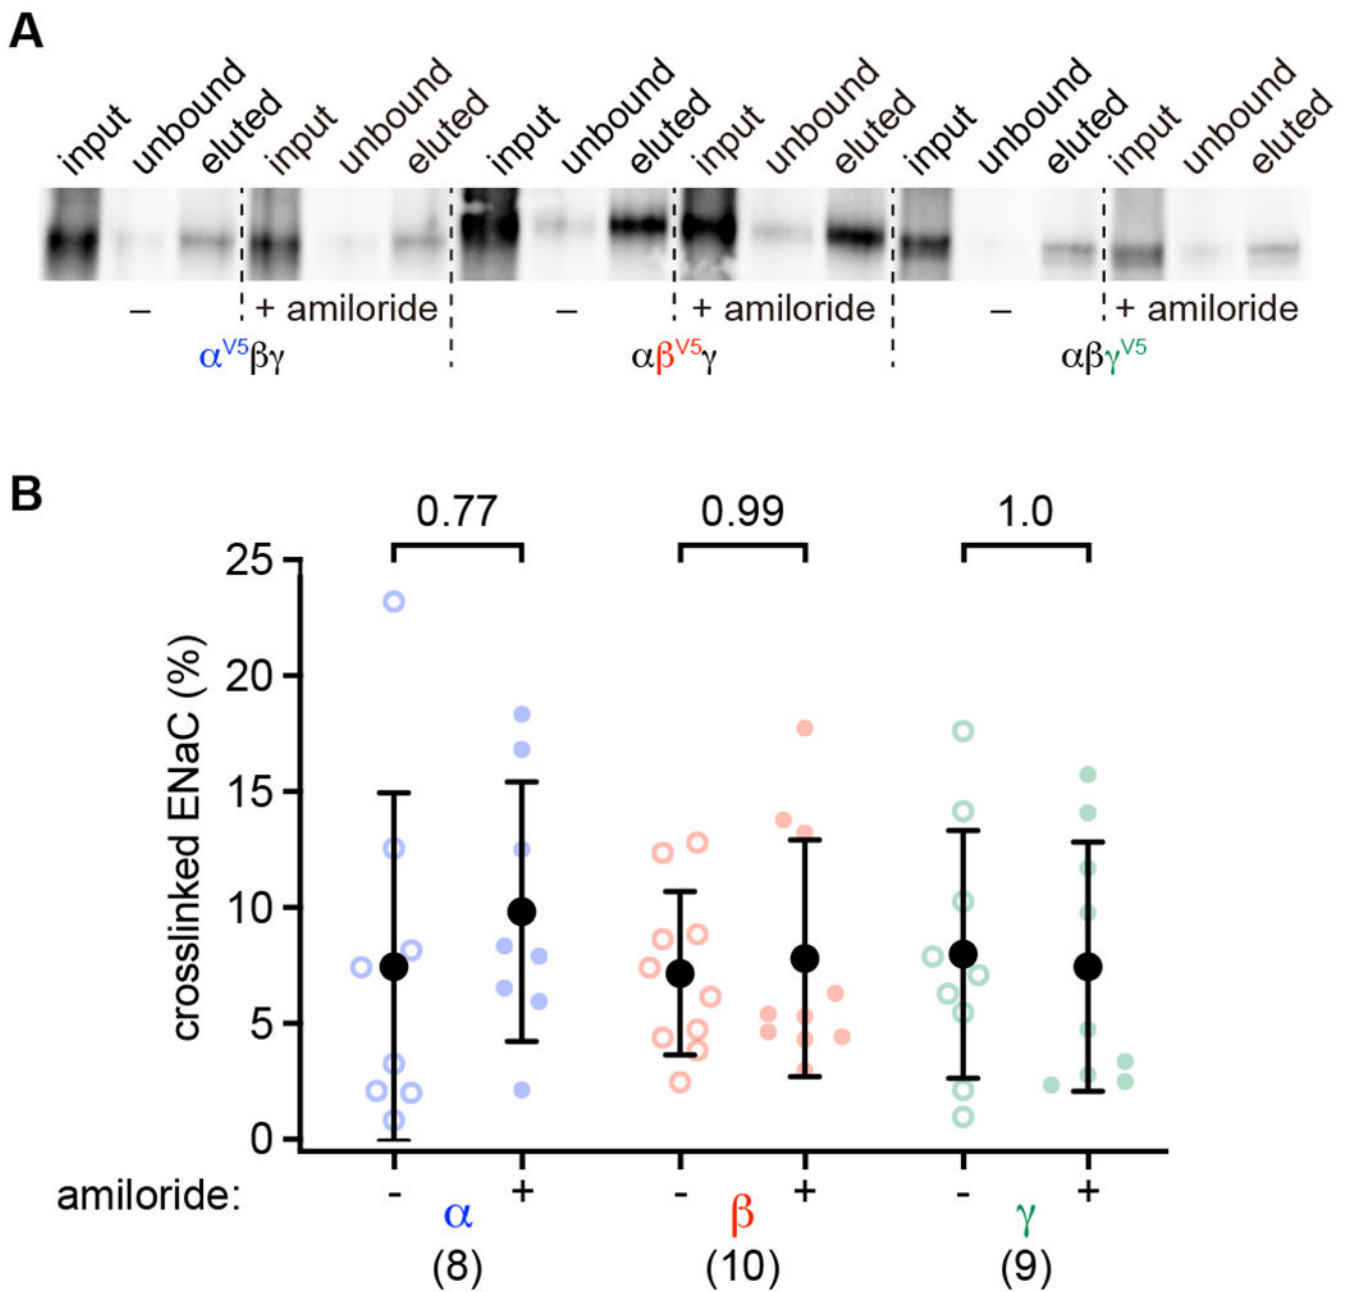 A
input unbound eluted input unbound eluted input unbound eluted input unbound eluted input unbound eluted input unbound eluted
– + amiloride – + amiloride – + amiloride
αV5βγ αβV5γ αβγV5
B
0.77 0.99 1.0
25
20
15
10
5
0
crosslinked ENaC (%)
amiloride: - + - + - +
α β γ
(8) (10) (9)